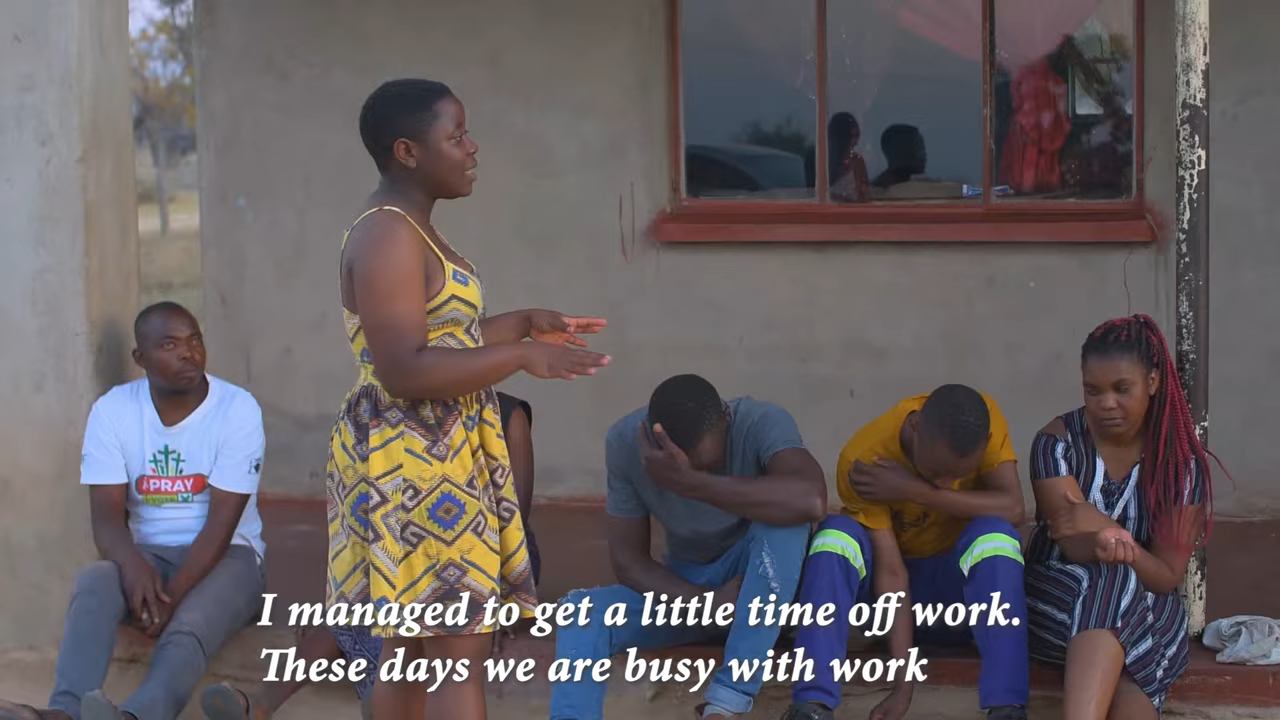 PRAY
I managed to get a little time off work.
These days we are busy with work